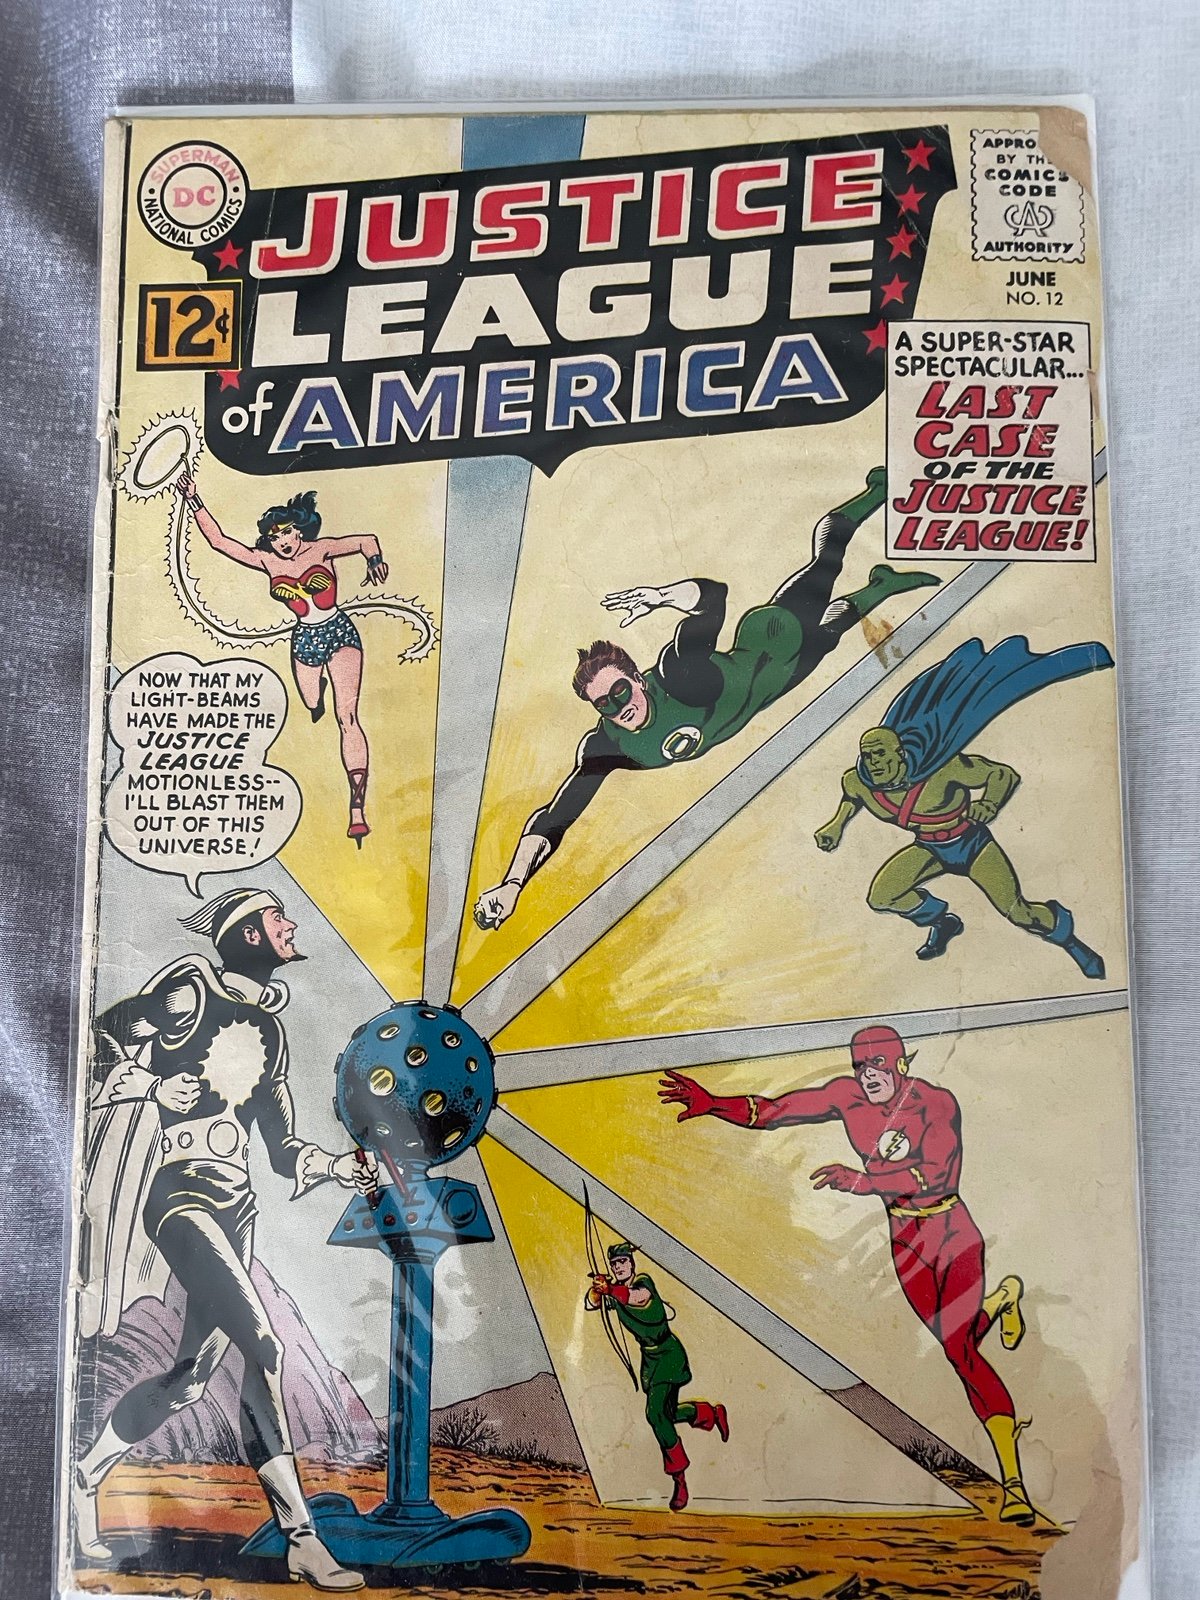 SUPERMAN
DC
NATIONAL COMICS
12¢
JUSTICE
LEAGUE
of AMERICA
BY THE
COMICS
CODE
AUTHORITY
JUNE
NO. 12
A SUPER-STAR
SPECTACULAR...
LAST
CASE
OF THE
JUSTICE
LEAGUE!
NOW THAT MY
LIGHT-BEAMS
HAVE MADE THE
JUSTICE
LEAGUE
MOTIONLESS--
I'LL BLAST THEM
OUT OF THIS
UNIVERSE!